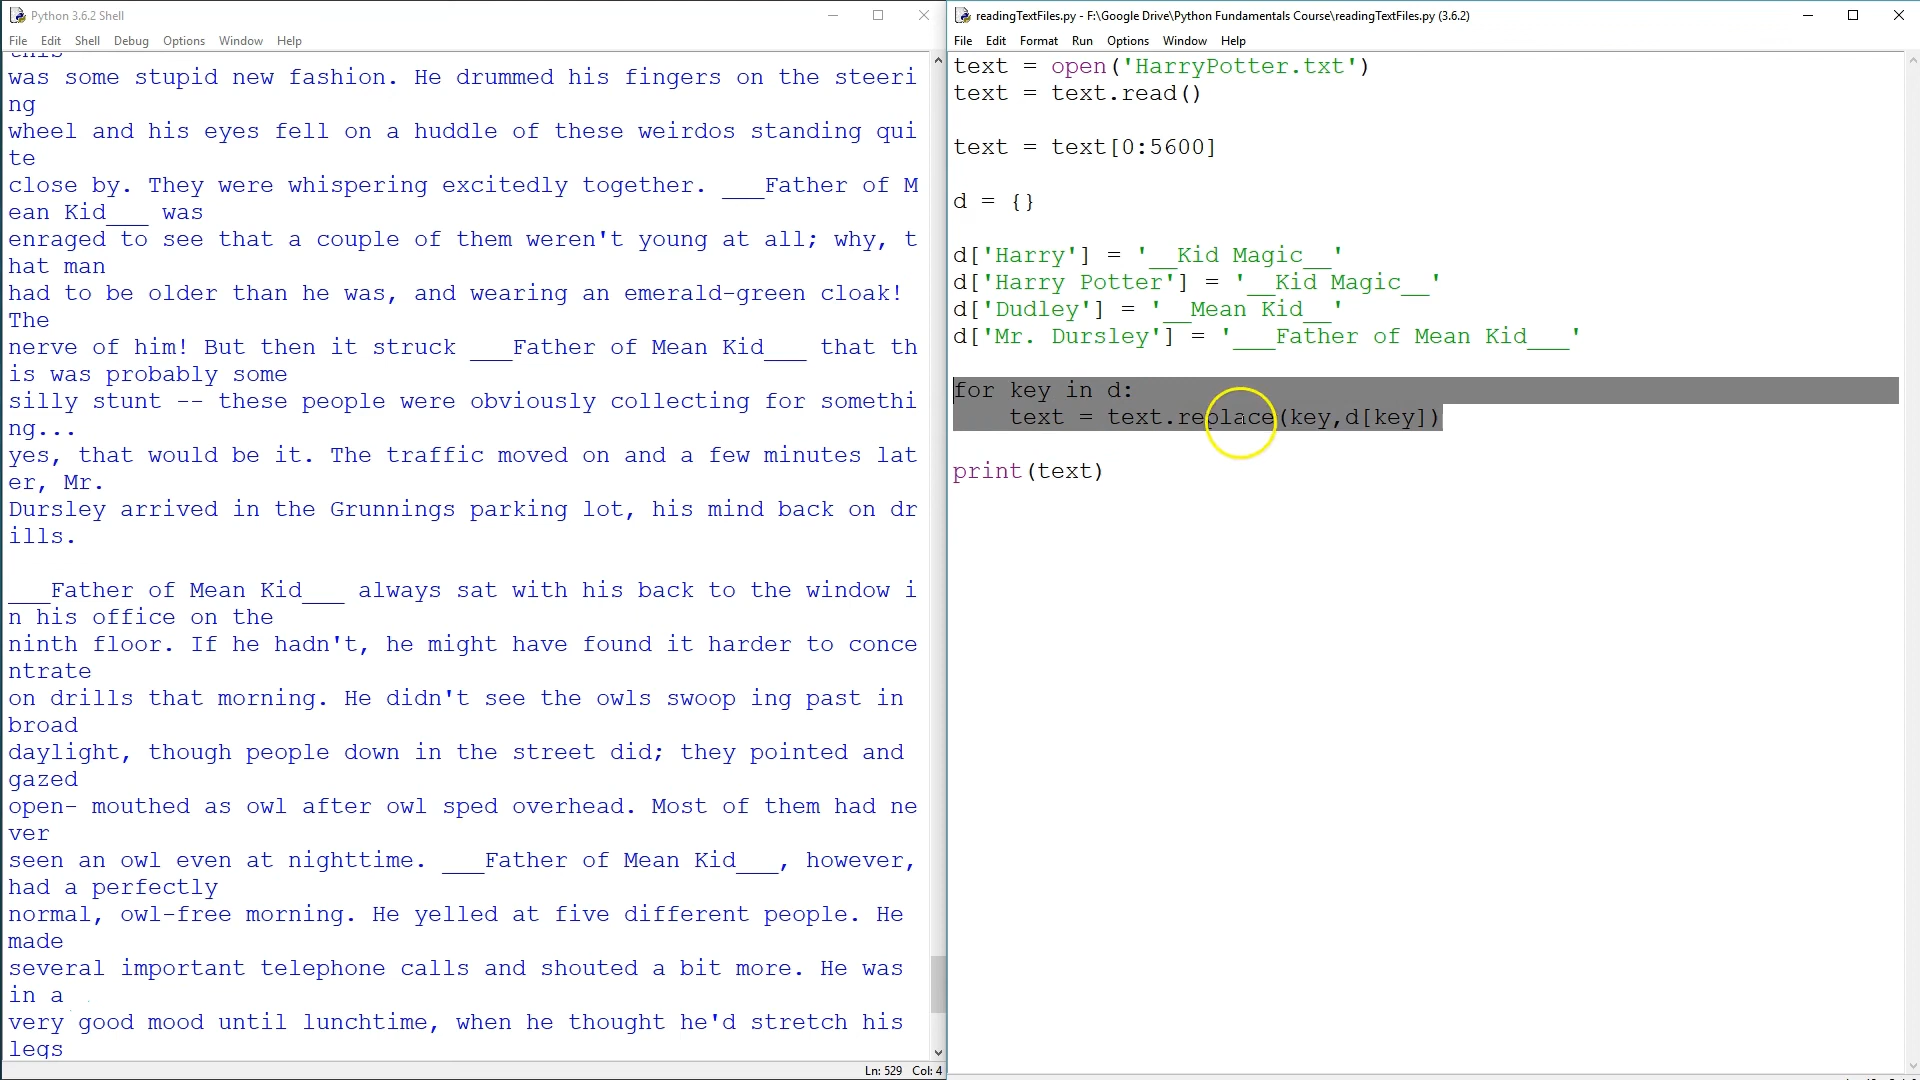 Python 3.6.2 Shell
File Edit Shell Debug Options Window Help
this
was some stupid new fashion. He drummed his fingers on the steeri
ng
wheel and his eyes fell on a huddle of these weirdos standing qui
te
close by. They were whispering excitedly together. ___Father of M
ean Kid___ was
enraged to see that a couple of them weren't young at all; why, t
hat man
had to be older than he was, and wearing an emerald-green cloak!
The
nerve of him! But then it struck ___Father of Mean Kid___ that th
is was probably some
silly stunt -- these people were obviously collecting for somethi
ng...
yes, that would be it. The traffic moved on and a few minutes lat
er, Mr.
Dursley arrived in the Grunnings parking lot, his mind back on dr
ills.
___Father of Mean Kid___ always sat with his back to the window i
n his office on the
ninth floor. If he hadn't, he might have found it harder to conce
ntrate
on drills that morning. He didn't see the owls swoop ing past in
broad
daylight, though people down in the street did; they pointed and
gazed
open- mouthed as owl after owl sped overhead. Most of them had ne
ver
seen an owl even at nighttime. ___Father of Mean Kid___, however,
had a perfectly
normal, owl-free morning. He yelled at five different people. He
made
several important telephone calls and shouted a bit more. He was
in a
very good mood until lunchtime, when he thought he'd stretch his
legs
Ln: 529 Col: 4
readingTextFiles.py - F:\Google Drive\Python Fundamentals Course\readingTextFiles.py (3.6.2)
File Edit Format Run Options Window Help
text = open('HarryPotter.txt')
text = text.read()
text = text[0:5600]
d = {}
d['Harry'] = '__Kid Magic__'
d['Harry Potter'] = '__Kid Magic__'
d['Dudley'] = '__Mean Kid__'
d['Mr. Dursley'] = '___Father of Mean Kid___'
for key in d:
    text = text.replace(key,d[key])
print(text)